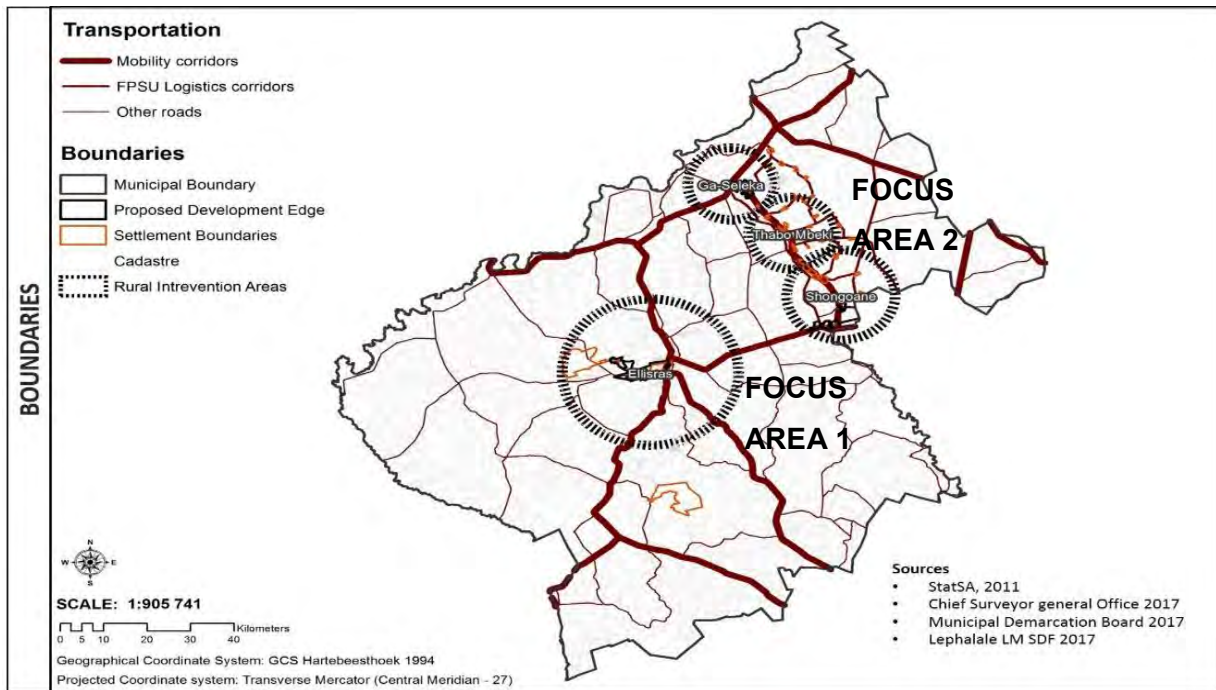 BOUNDARIES
Transportation
Mobility corridors
FPSU Logistics corridors
Other roads
Boundaries
Municipal Boundary
Proposed Development Edge
Settlement Boundaries
Cadastre
Rural Intrevention Areas
Ga-Seleka
FOCUS
AREA 2
Thabo Mbeki
Shongoane
Ellisras
FOCUS
AREA 1
N
W E
S
SCALE: 1:905 741
Kilometers
0 5 10 20 30 40
Geographical Coordinate System: GCS Hartebeesthoek 1994
Projected Coordinate system: Transverse Mercator (Central Meridian - 27)
Sources
• StatSA, 2011
• Chief Surveyor general Office 2017
• Municipal Demarcation Board 2017
• Lephalale LM SDF 2017